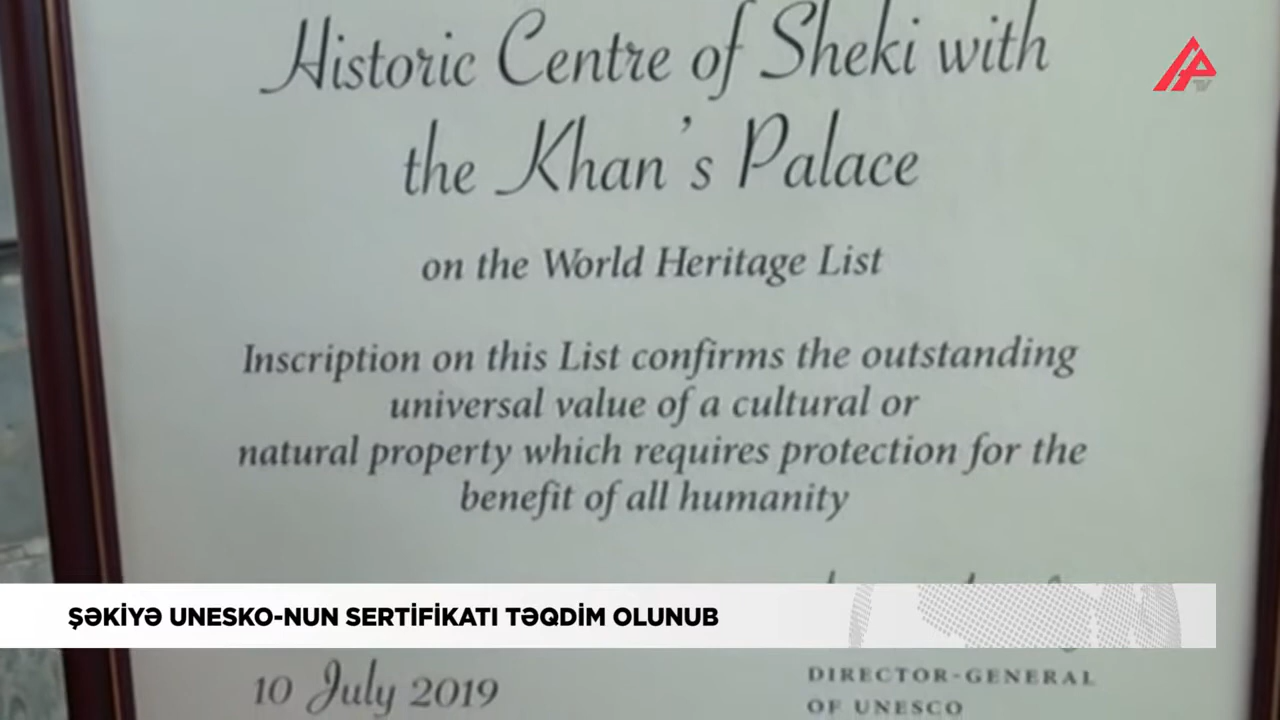 Historic Centre of Sheki with
the Khan's Palace
on the World Heritage List
Inscription on this List confirms the outstanding
universal value of a cultural or
natural property which requires protection for the
benefit of all humanity
ŞƏKİYƏ UNESKO-NUN SERTİFİKATI TƏQDİM OLUNUB
10 July 2019
DIRECTOR-GENERAL
OF UNESCO